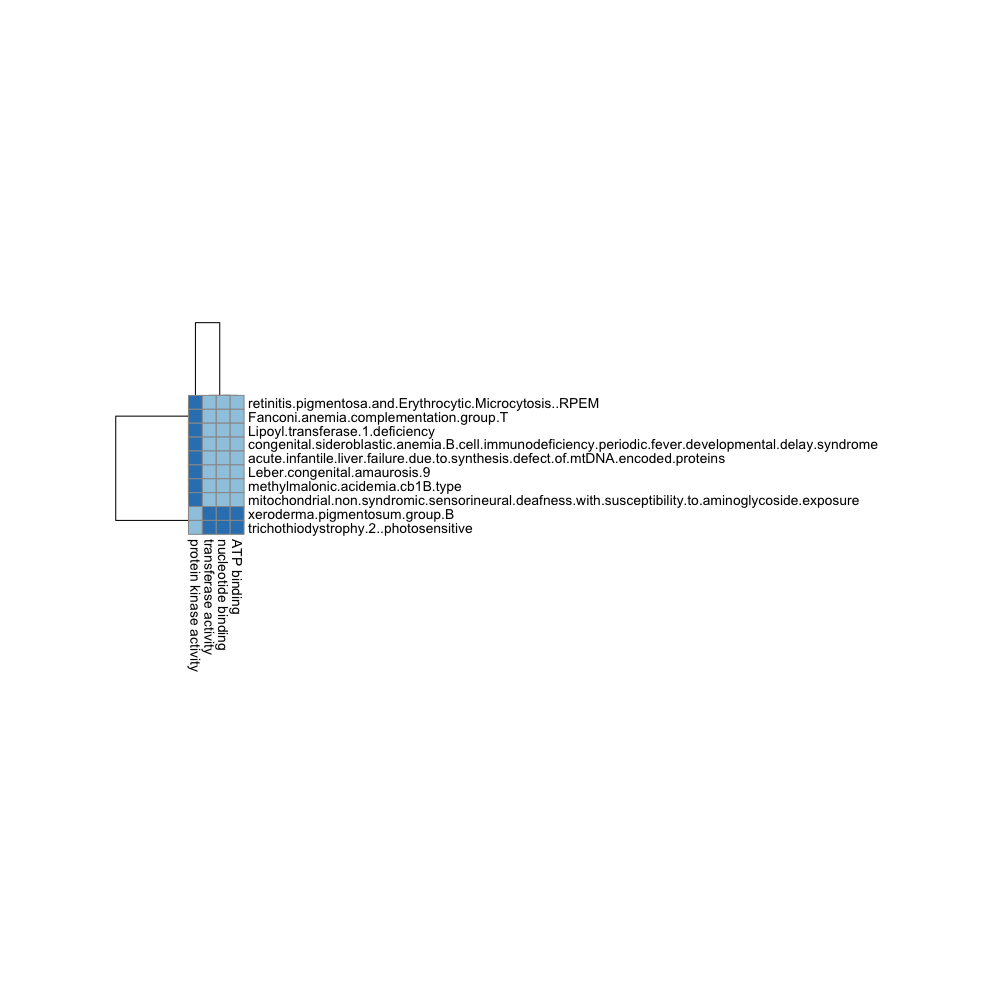 retinitis.pigmentosa.and.Erythrocytic.Microcytosis..RPEM
Fanconi.anemia.complementation.group.T
Lipoyl.transferase.1.deficiency
congenital.sideroblastic.anemia.B.cell.immunodeficiency.periodic.fever.developmental.delay.syndrome
acute.infantile.liver.failure.due.to.synthesis.defect.of.mtDNA.encoded.proteins
Leber.congenital.amaurosis.9
methylmalonic.acidemia.cb1B.type
mitochondrial.non.syndromic.sensorineural.deafness.with.susceptibility.to.aminoglycoside.exposure
xeroderma.pigmentosum.group.B
trichothiodystrophy.2..photosensitive
protein kinase activity
transferase activity
nucleotide binding
ATP binding